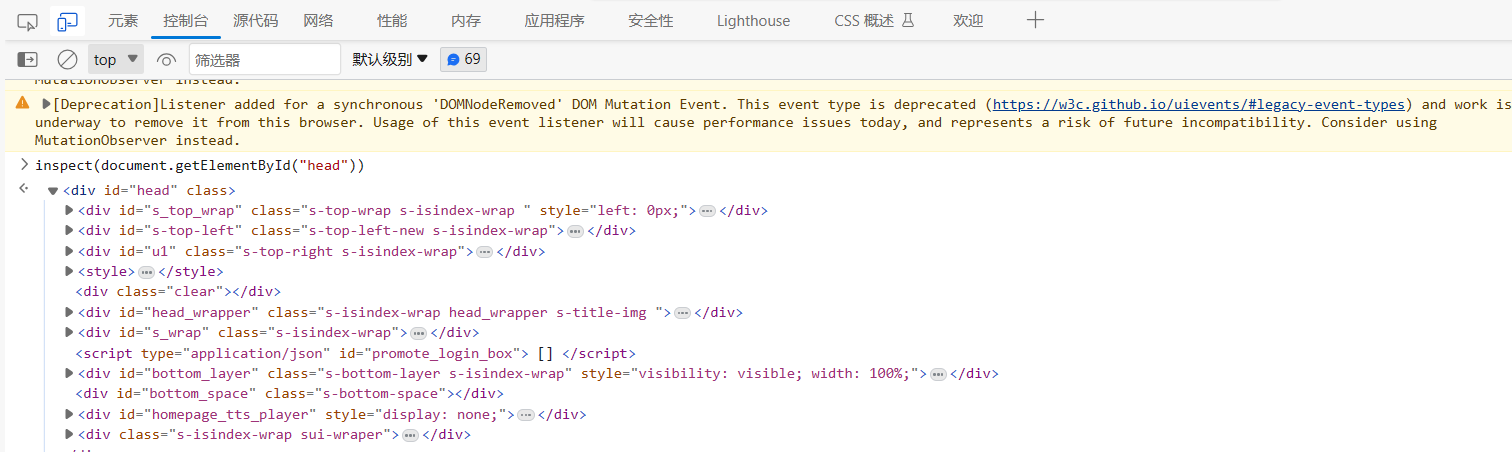 元素 控制台 源代码 网络 性能 内存 应用程序 安全性 Lighthouse CSS 概述 欢迎
top 筛选器 默认级别 69
MutationObserver instead.
[Deprecation]Listener added for a synchronous 'DOMNodeRemoved' DOM Mutation Event. This event type is deprecated (https://w3c.github.io/uievents/#legacy-event-types) and work is
underway to remove it from this browser. Usage of this event listener will cause performance issues today, and represents a risk of future incompatibility. Consider using
MutationObserver instead.
inspect(document.getElementById("head"))
<div id="head" class>
<div id="s_top_wrap" class="s-top-wrap s-isindex-wrap " style="left: 0px;">…</div>
<div id="s-top-left" class="s-top-left-new s-isindex-wrap">…</div>
<div id="u1" class="s-top-right s-isindex-wrap">…</div>
<style>…</style>
<div class="clear"></div>
<div id="head_wrapper" class="s-isindex-wrap head_wrapper s-title-img ">…</div>
<div id="s_wrap" class="s-isindex-wrap">…</div>
<script type="application/json" id="promote_login_box"> [] </script>
<div id="bottom_layer" class="s-bottom-layer s-isindex-wrap" style="visibility: visible; width: 100%;">…</div>
<div id="bottom_space" class="s-bottom-space"></div>
<div id="homepage_tts_player" style="display: none;">…</div>
<div class="s-isindex-wrap sui-wraper">…</div>